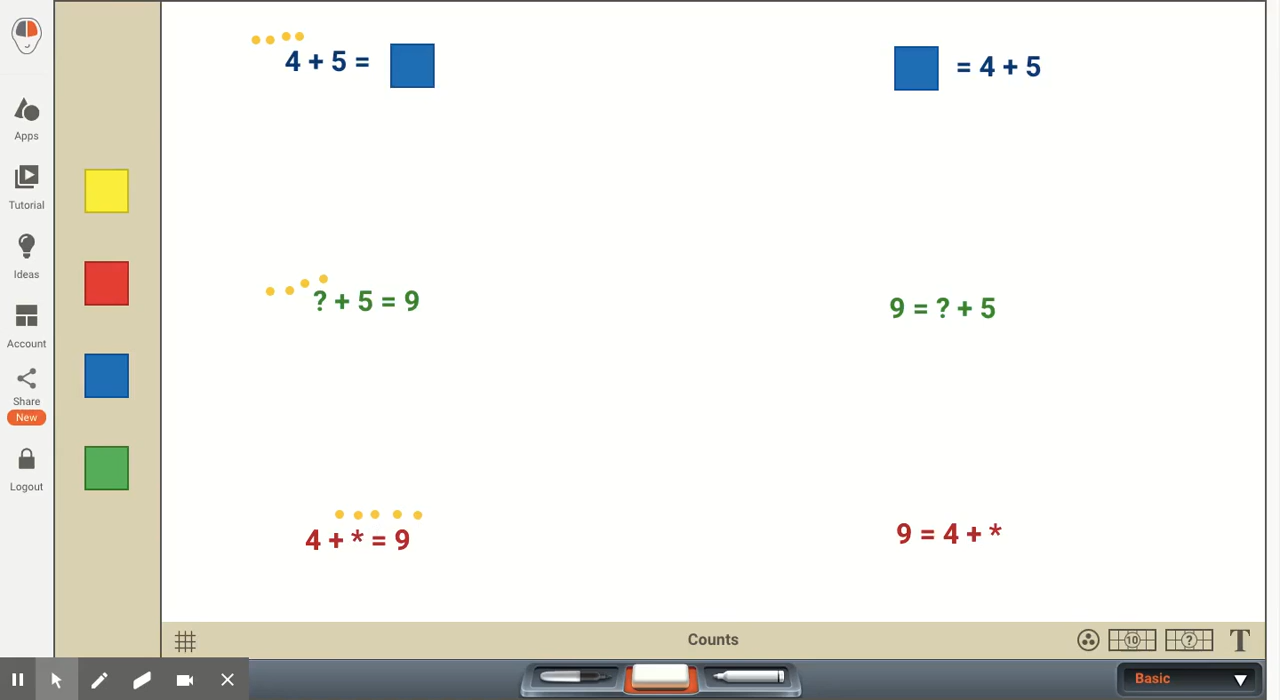 4 + 5 =
= 4 + 5
Apps
Tutorial
Ideas
? + 5 = 9
9 = ? + 5
Account
Share
New
Logout
4 + * = 9
9 = 4 + *
Counts
10
?
T
Basic